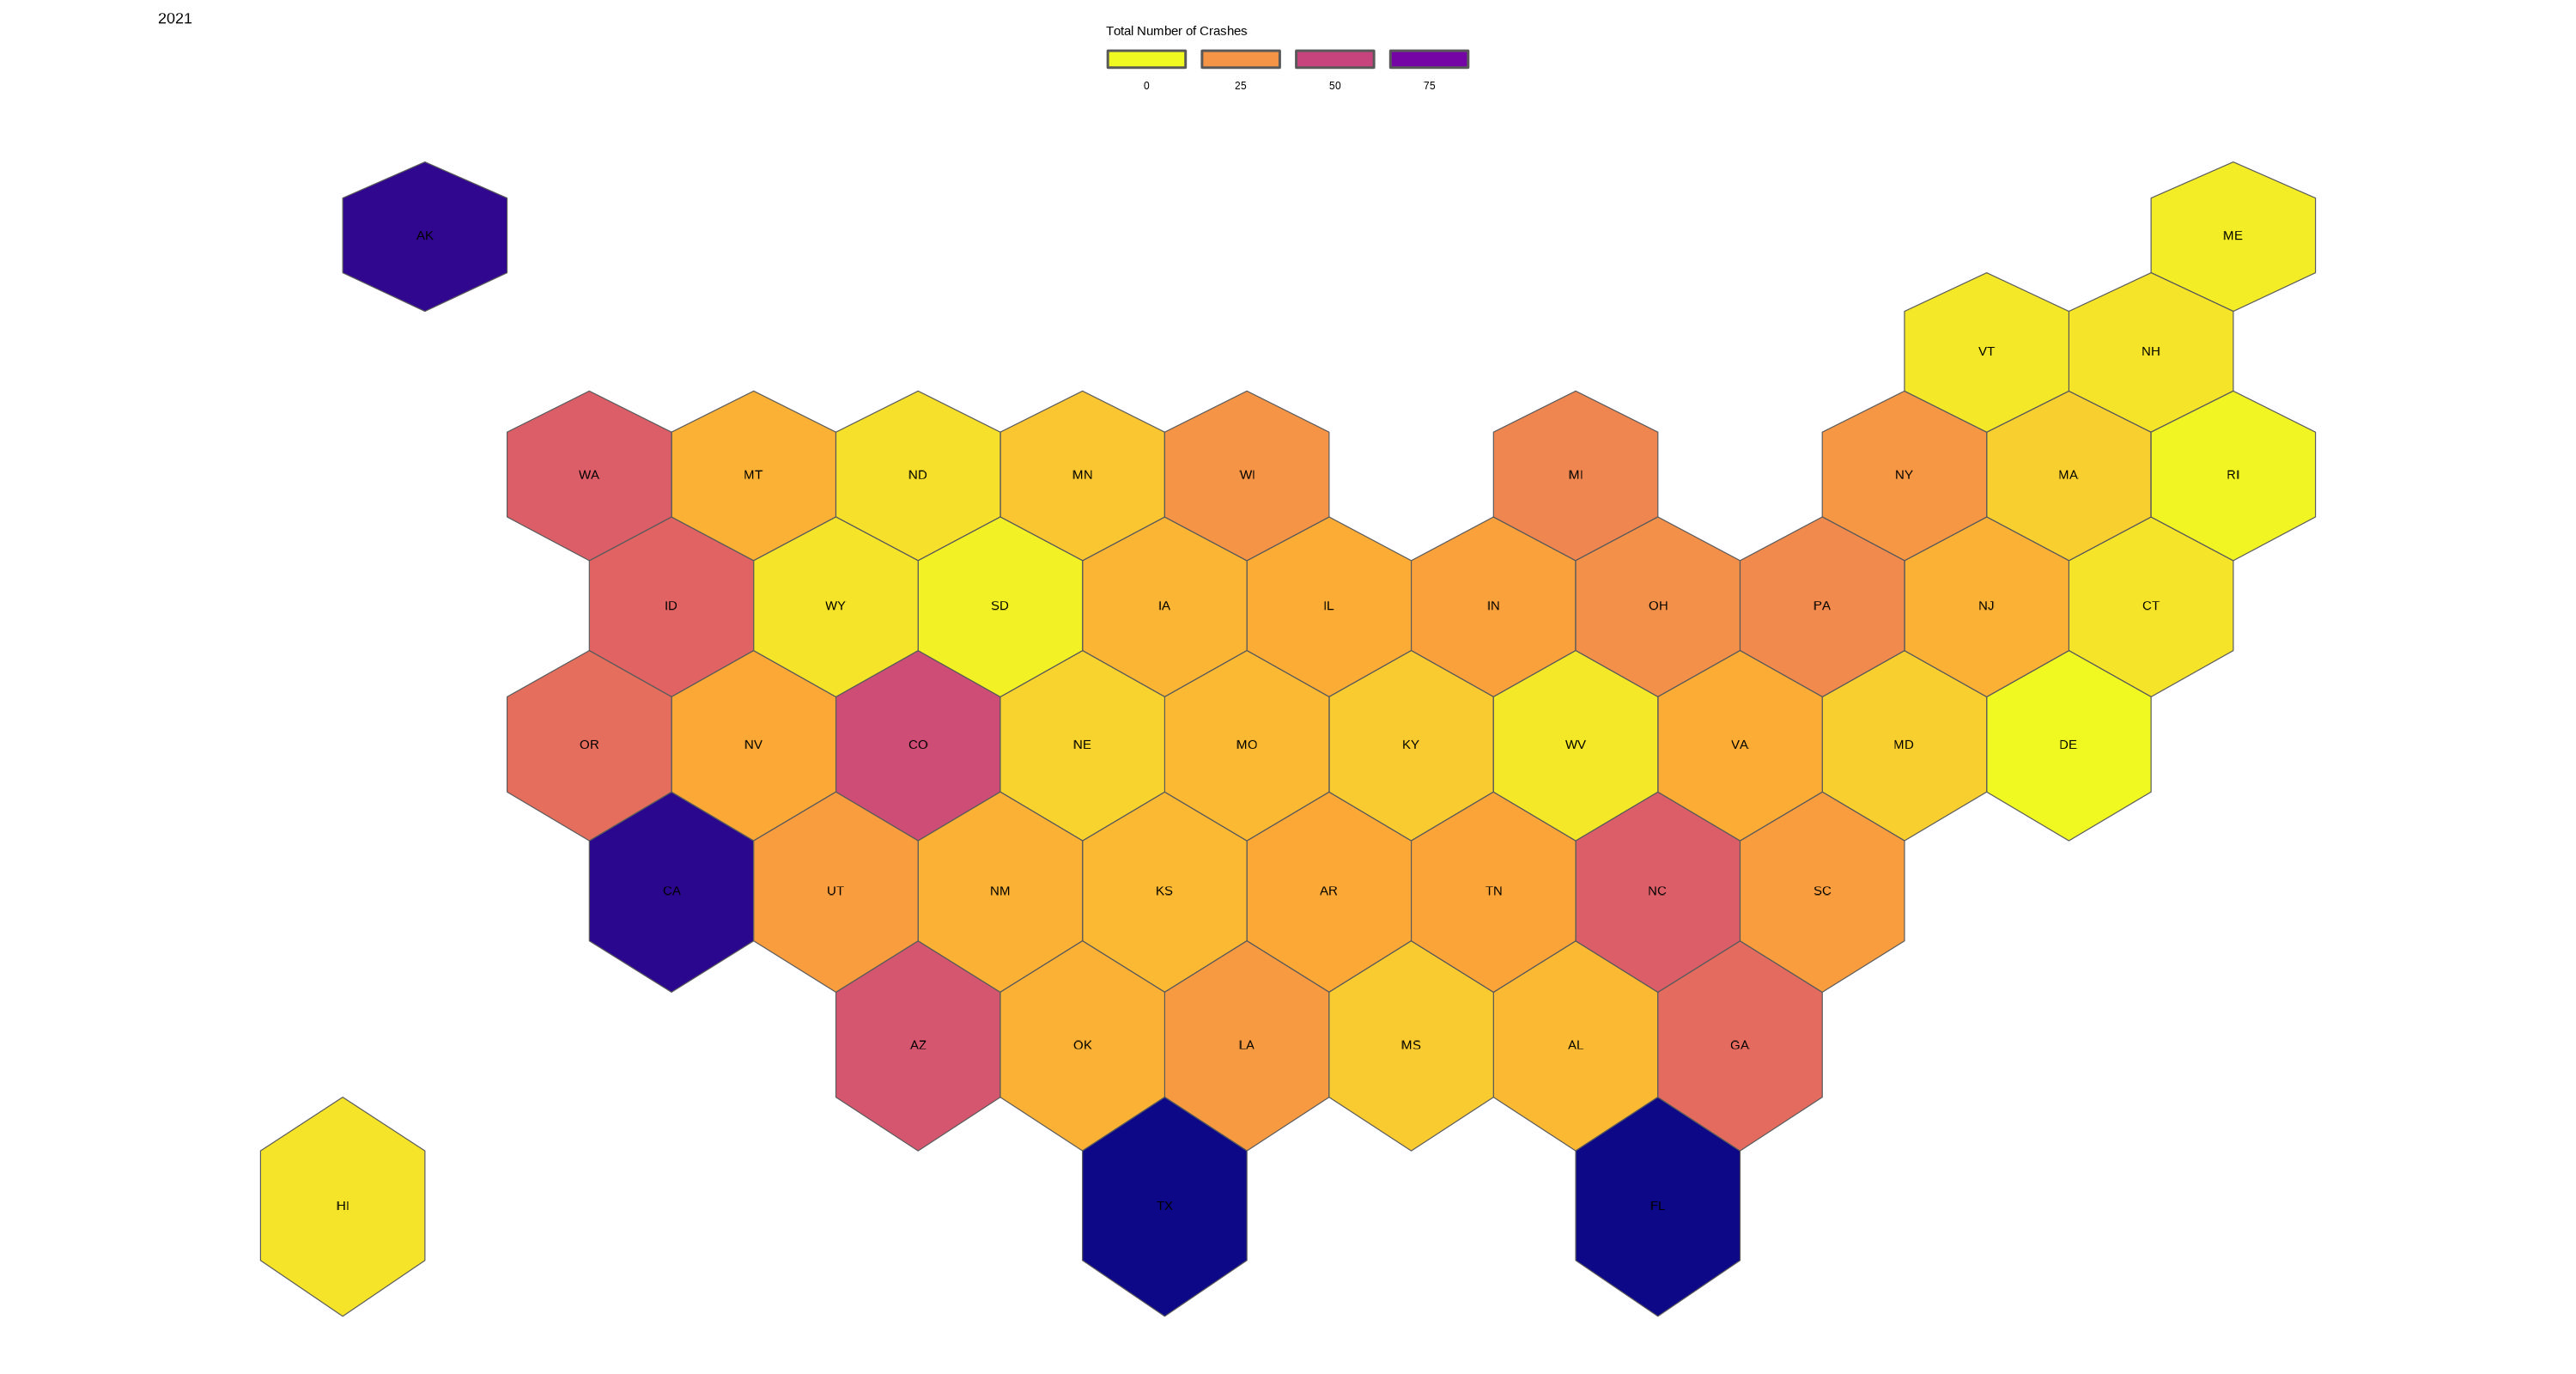 2021
Total Number of Crashes
0 25 50 75
AK ME
VT NH
WA MT ND MN WI MI NY MA RI
ID WY SD IA IL IN OH PA NJ CT
OR NV CO NE MO KY WV VA MD DE
CA UT NM KS AR TN NC SC
AZ OK LA MS AL GA
HI TX FL